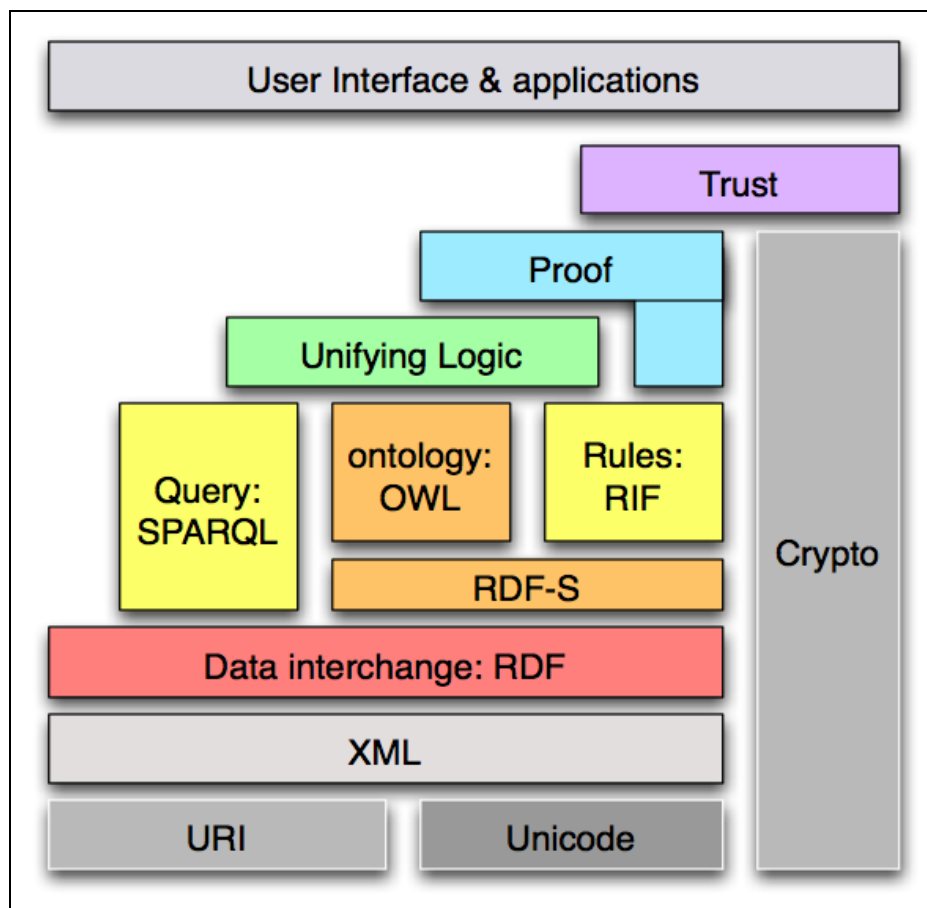 User Interface & applications
Trust
Proof
Unifying Logic
Query:
SPARQL
ontology:
OWL
Rules:
RIF
Crypto
RDF-S
Data interchange: RDF
XML
URI
Unicode